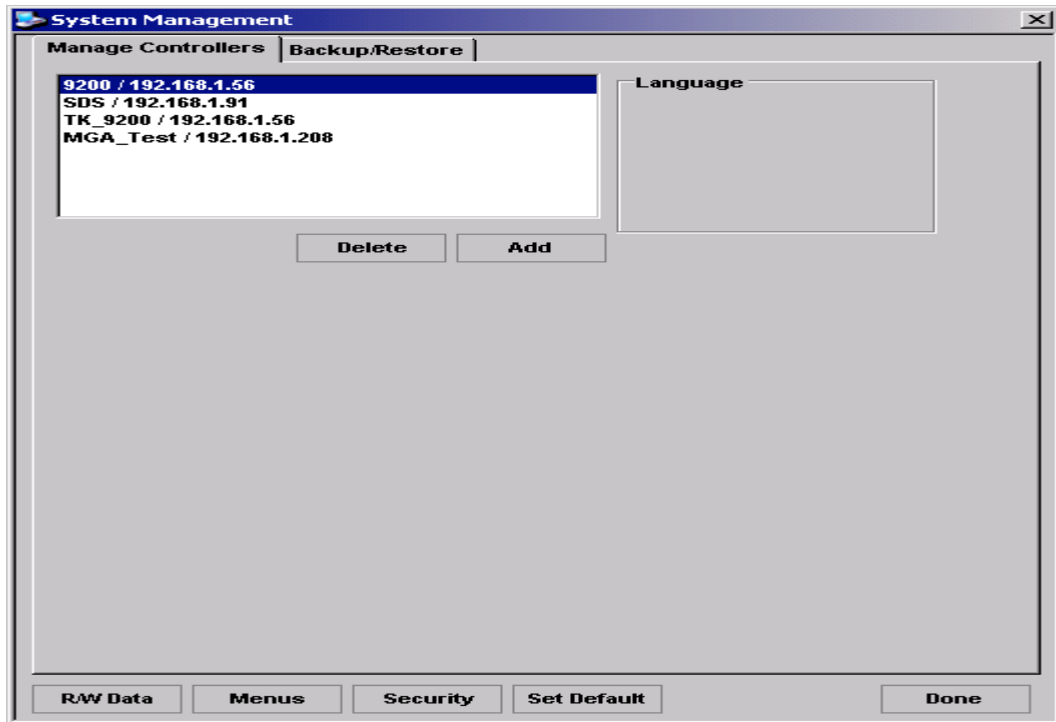 System Management
Manage Controllers
Backup/Restore
9200 / 192.168.1.56
SDS / 192.168.1.91
TK_9200 / 192.168.1.56
MGA_Test / 192.168.1.208
Language
Delete
Add
R/W Data
Menus
Security
Set Default
Done